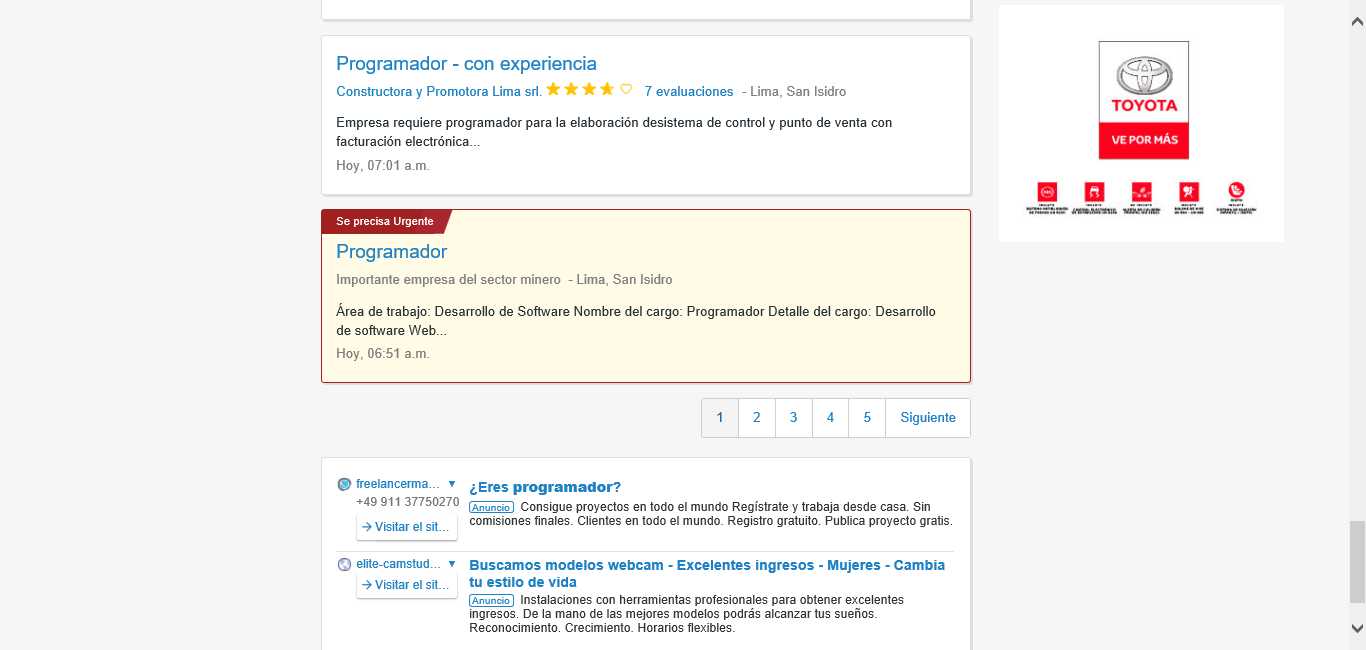 Programador - con experiencia
Constructora y Promotora Lima srl. 7 evaluaciones - Lima, San Isidro
Empresa requiere programador para la elaboración desistema de control y punto de venta con
facturación electrónica...
Hoy, 07:01 a.m.
Se precisa Urgente
Programador
Importante empresa del sector minero - Lima, San Isidro
Área de trabajo: Desarrollo de Software Nombre del cargo: Programador Detalle del cargo: Desarrollo
de software Web...
Hoy, 06:51 a.m.
1 2 3 4 5 Siguiente
freelancerma...
+49 911 37750270
Visitar el sit...
¿Eres programador?
Anuncio Consigue proyectos en todo el mundo Regístrate y trabaja desde casa. Sin
comisiones finales. Clientes en todo el mundo. Registro gratuito. Publica proyecto gratis.
elite-camstud...
Visitar el sit...
Buscamos modelos webcam - Excelentes ingresos - Mujeres - Cambia
tu estilo de vida
Anuncio Instalaciones con herramientas profesionales para obtener excelentes
ingresos. De la mano de las mejores modelos podrás alcanzar tus sueños.
Reconocimiento. Crecimiento. Horarios flexibles.
TOYOTA
VE POR MÁS